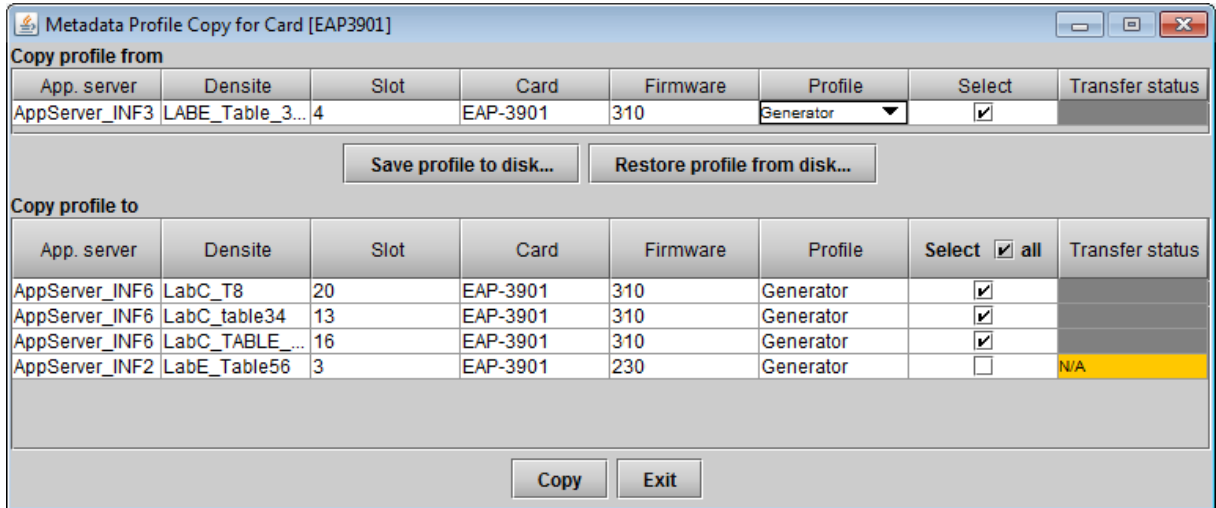 Metadata Profile Copy for Card [EAP3901]
Copy profile from
App. server Densite Slot Card Firmware Profile Select Transfer status
AppServer_INF3 LABE_Table_3... 4 EAP-3901 310 Generator
Save profile to disk... Restore profile from disk...
Copy profile to
App. server Densite Slot Card Firmware Profile Select all Transfer status
AppServer_INF6 LabC_T8 20 EAP-3901 310 Generator
AppServer_INF6 LabC_table34 13 EAP-3901 310 Generator
AppServer_INF6 LabC_TABLE_... 16 EAP-3901 310 Generator
AppServer_INF2 LabE_Table56 3 EAP-3901 230 Generator N/A
Copy Exit